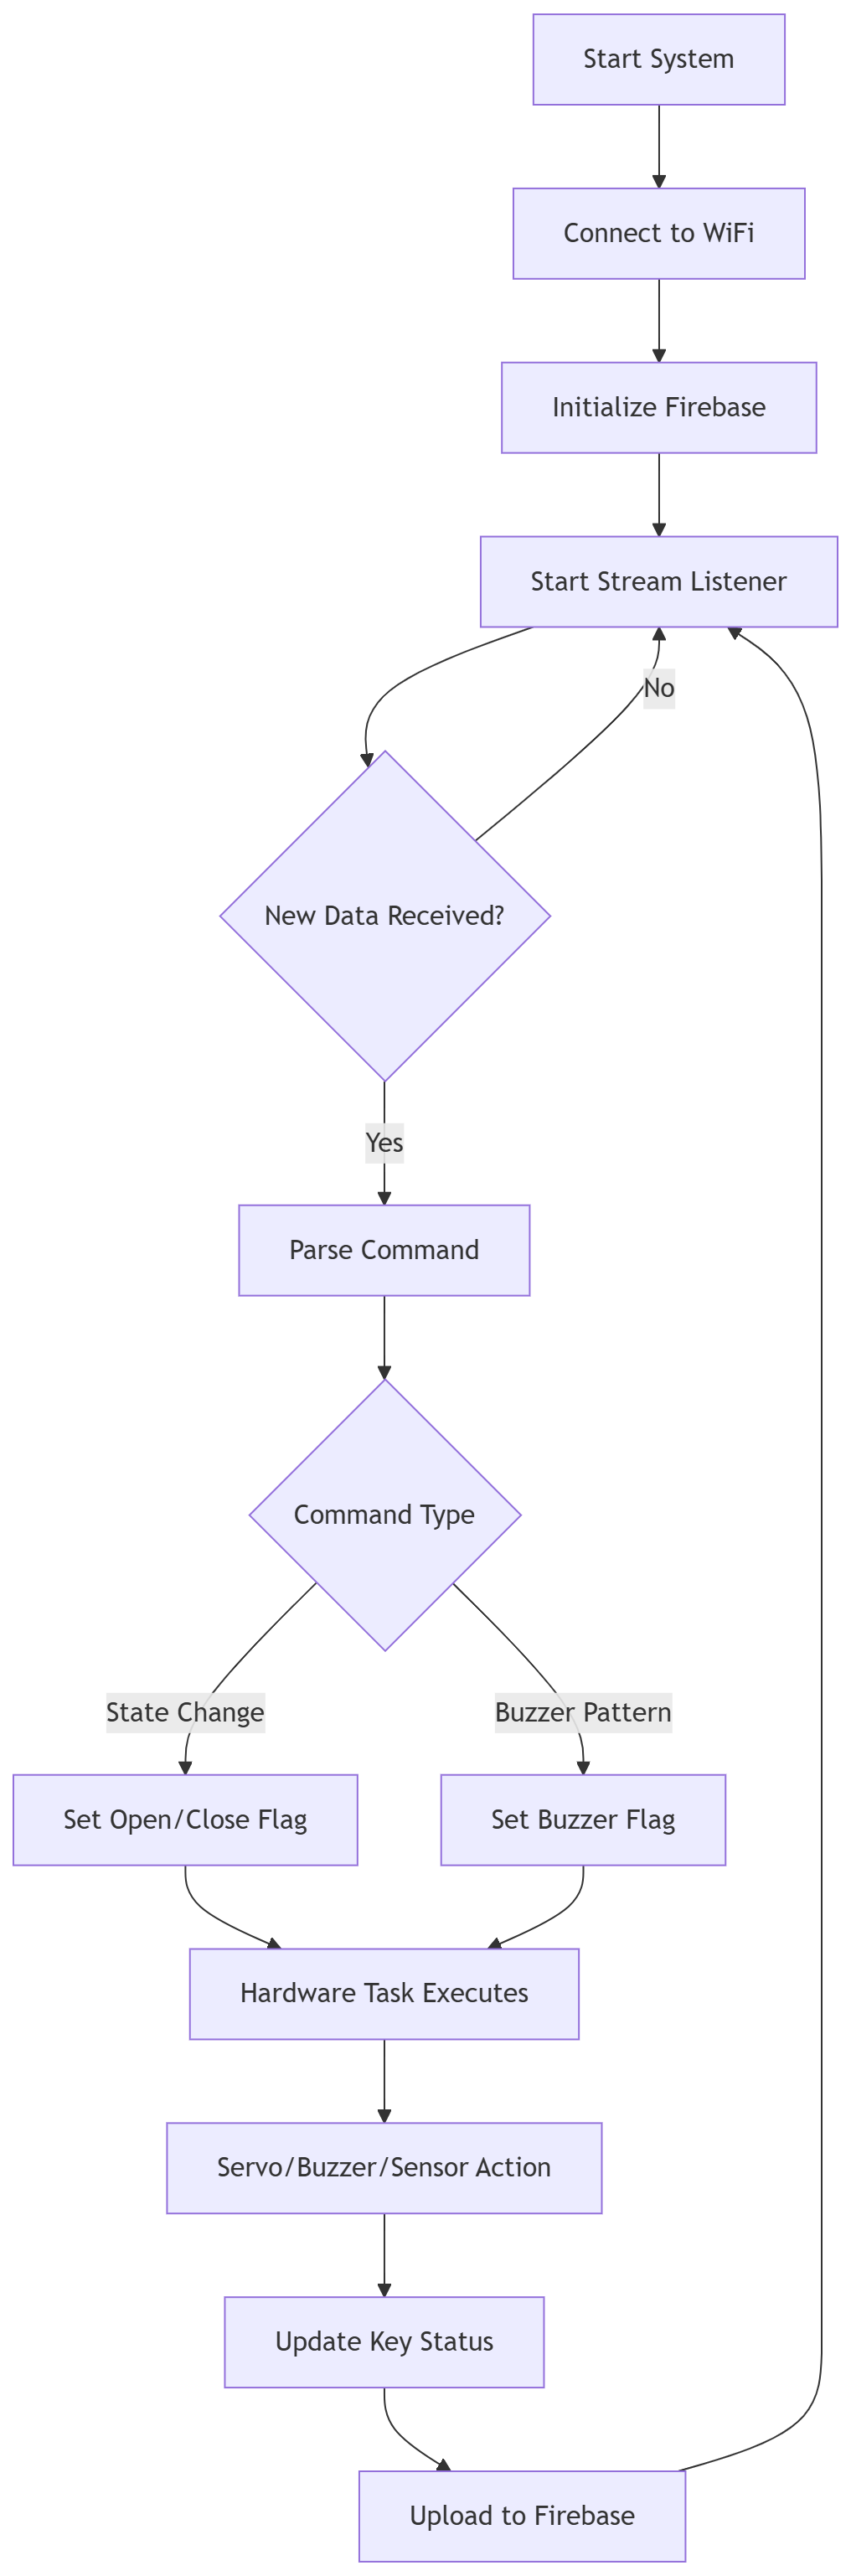 Start System
Connect to WiFi
Initialize Firebase
Start Stream Listener
No
New Data Received?
Yes
Parse Command
Command Type
State Change
Buzzer Pattern
Set Open/Close Flag
Set Buzzer Flag
Hardware Task Executes
Servo/Buzzer/Sensor Action
Update Key Status
Upload to Firebase